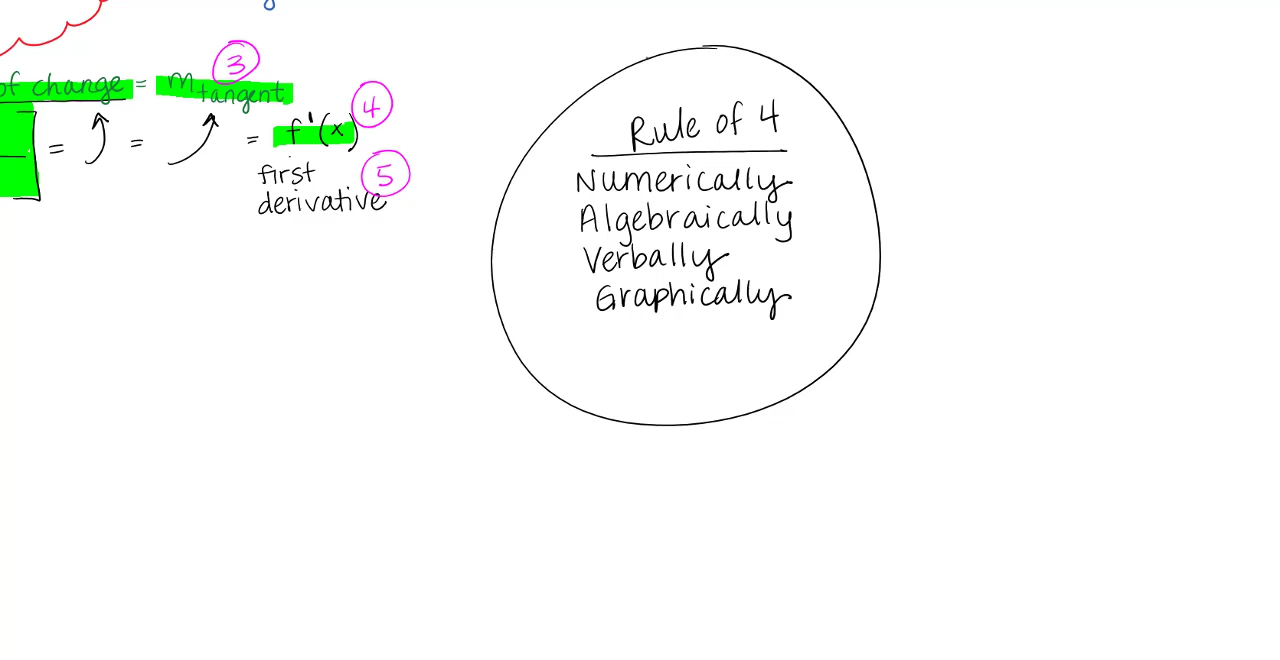 3
of change = m tangent
4
= = = f'(x)
first 5
derivative
Rule of 4
Numerically
Algebraically
Verbally
Graphically